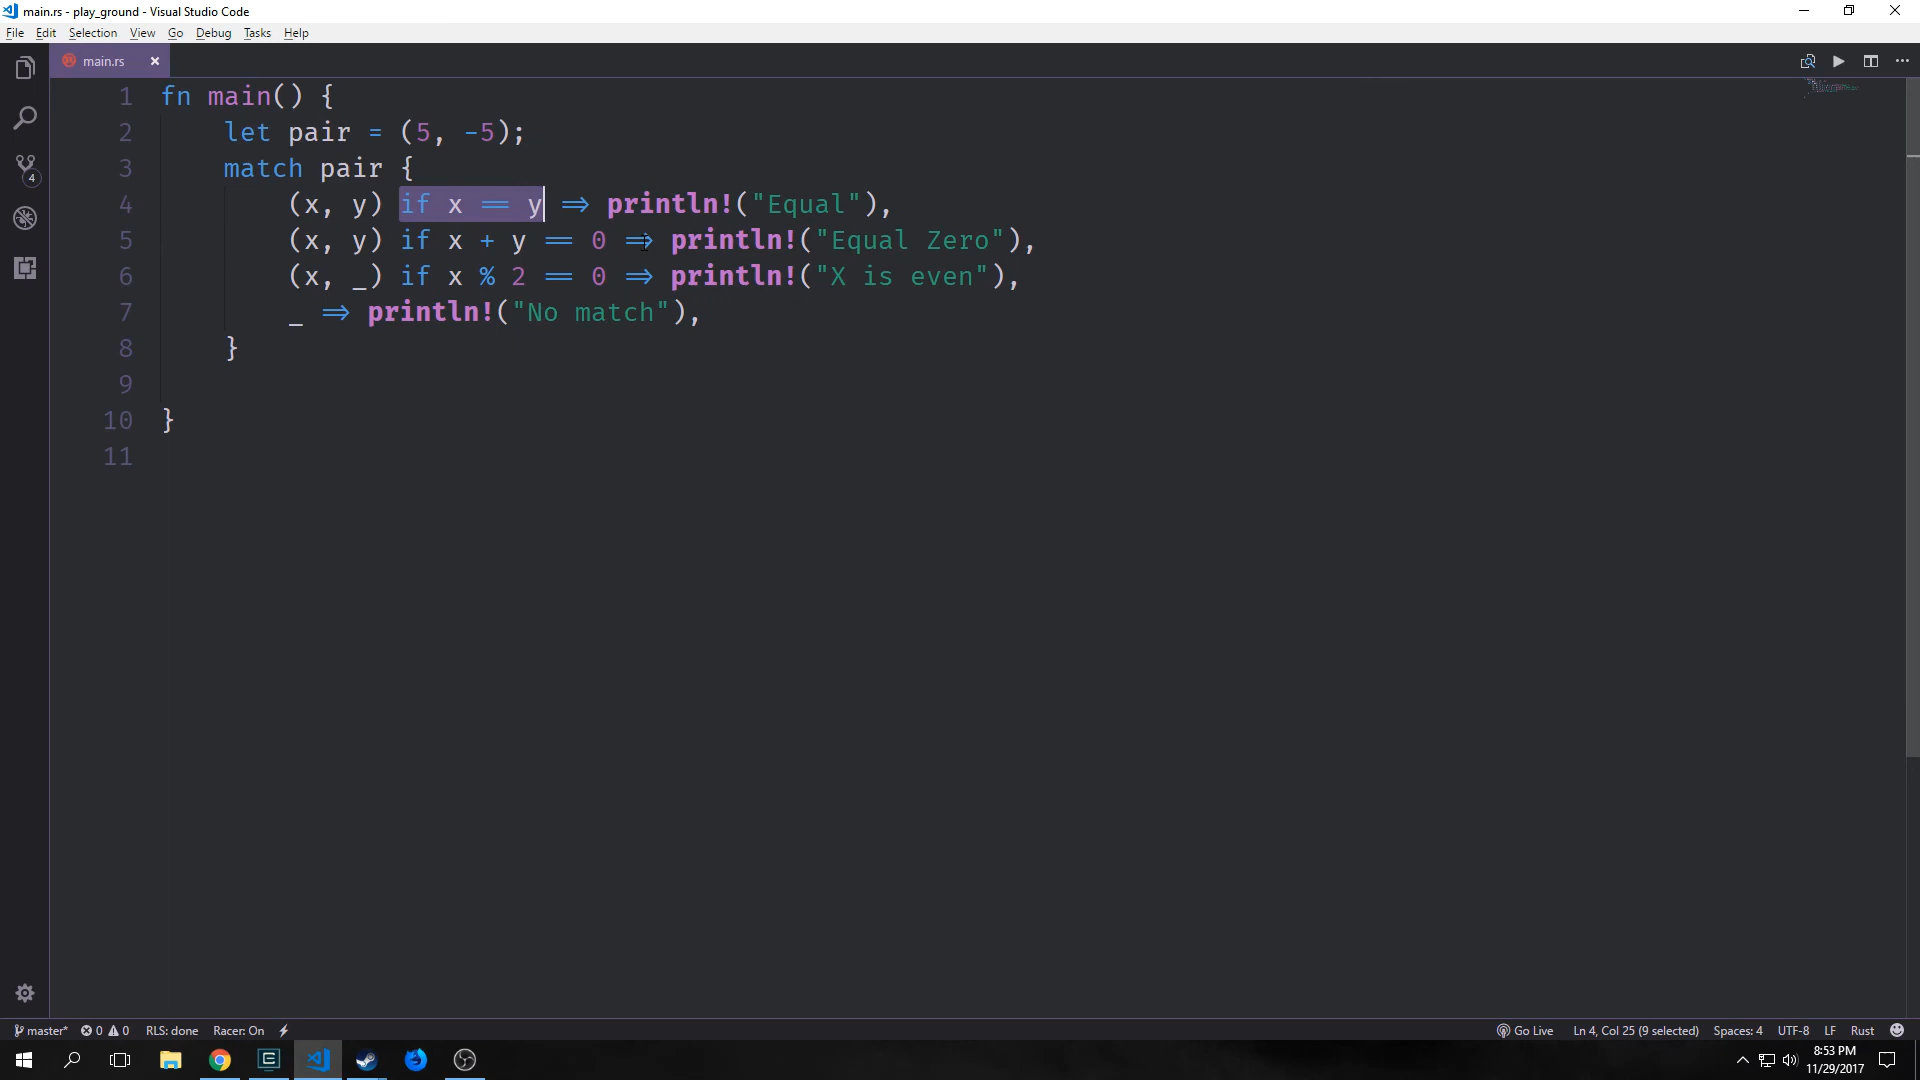 main.rs - play_ground - Visual Studio Code
File Edit Selection View Go Debug Tasks Help
main.rs ×
1 fn main() {
2 let pair = (5, -5);
3 match pair {
4 (x, y) if x == y => println!("Equal"),
5 (x, y) if x + y == 0 => println!("Equal Zero"),
6 (x, _) if x % 2 == 0 => println!("X is even"),
7 _ => println!("No match"),
8 }
9
10 }
11
4
master* 0 0 RLS: done Racer: On Go Live Ln 4, Col 25 (9 selected) Spaces: 4 UTF-8 LF Rust
8:53 PM
11/29/2017